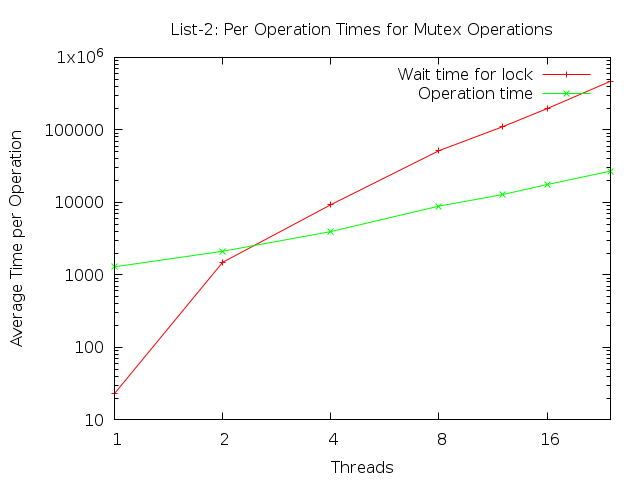 List-2: Per Operation Times for Mutex Operations
1x10^6
100000
10000
1000
100
10
Average Time per Operation
Wait time for lock
Operation time
1 2 4 8 16
Threads